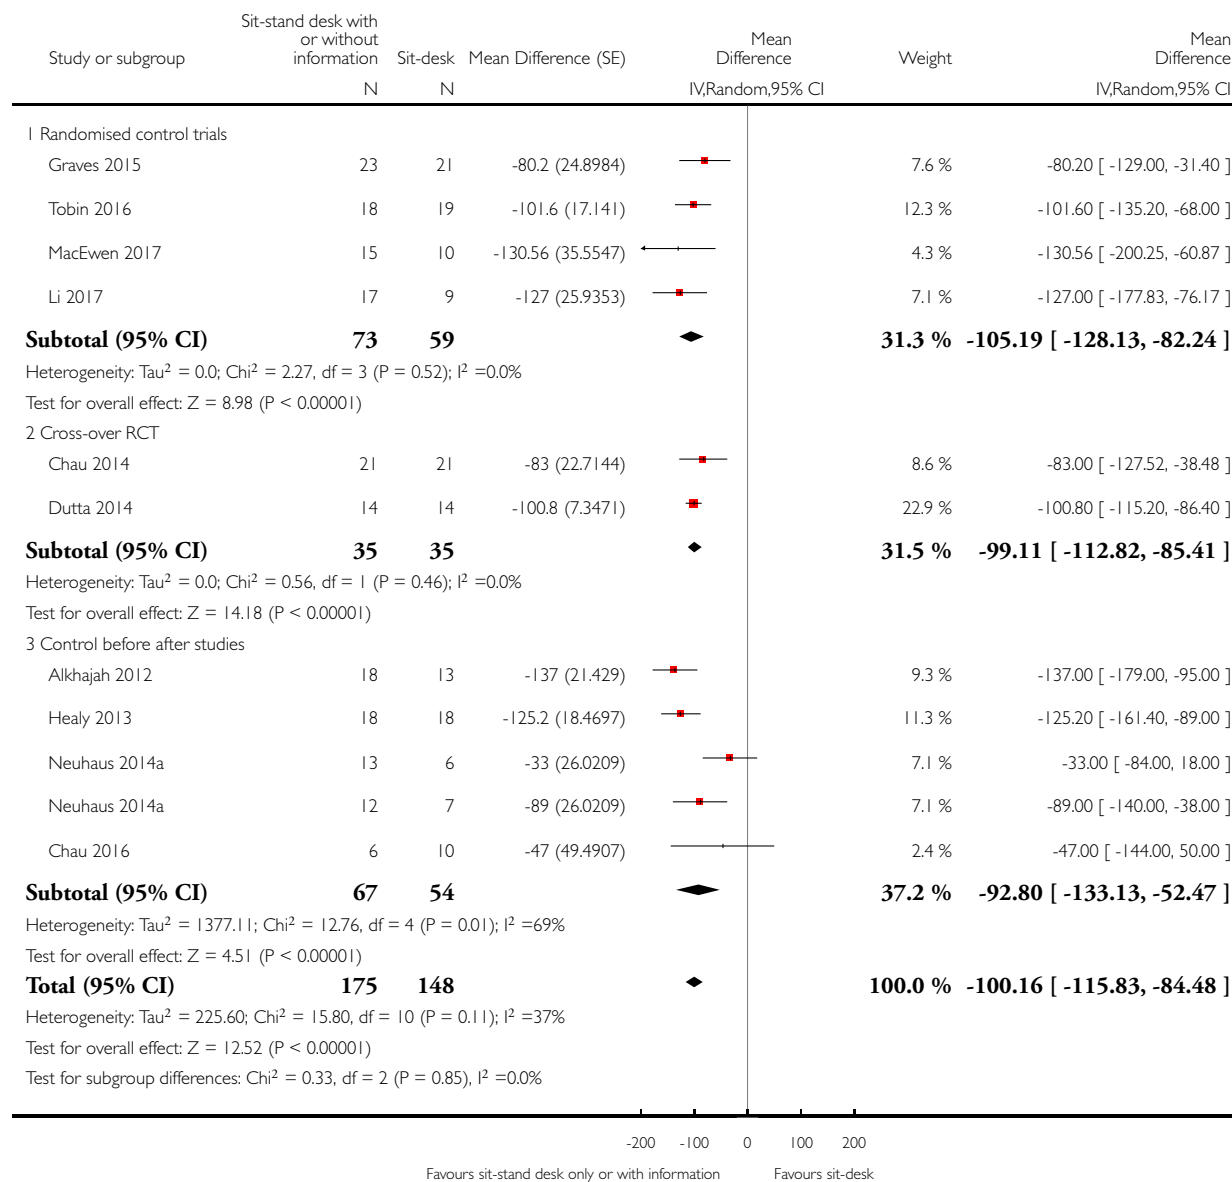 Sit-stand desk with
or without
information
Study or subgroup Sit-desk Mean Difference (SE) Mean Difference Weight Mean Difference
N N IV,Random,95% CI IV,Random,95% CI
1 Randomised control trials
Graves 2015 23 21 -80.2 (24.8984) 7.6 % -80.20 [ -129.00, -31.40 ]
Tobin 2016 18 19 -101.6 (17.141) 12.3 % -101.60 [ -135.20, -68.00 ]
MacEwen 2017 15 10 -130.56 (35.5547) 4.3 % -130.56 [ -200.25, -60.87 ]
Li 2017 17 9 -127 (25.9353) 7.1 % -127.00 [ -177.83, -76.17 ]
Subtotal (95% CI) 73 59 31.3 % -105.19 [ -128.13, -82.24 ]
Heterogeneity: Tau² = 0.0; Chi² = 2.27, df = 3 (P = 0.52); I² =0.0%
Test for overall effect: Z = 8.98 (P < 0.00001)
2 Cross-over RCT
Chau 2014 21 21 -83 (22.7144) 8.6 % -83.00 [ -127.52, -38.48 ]
Dutta 2014 14 14 -100.8 (7.3471) 22.9 % -100.80 [ -115.20, -86.40 ]
Subtotal (95% CI) 35 35 31.5 % -99.11 [ -112.82, -85.41 ]
Heterogeneity: Tau² = 0.0; Chi² = 0.56, df = 1 (P = 0.46); I² =0.0%
Test for overall effect: Z = 14.18 (P < 0.00001)
3 Control before after studies
Alkhajah 2012 18 13 -137 (21.429) 9.3 % -137.00 [ -179.00, -95.00 ]
Healy 2013 18 18 -125.2 (18.4697) 11.3 % -125.20 [ -161.40, -89.00 ]
Neuhaus 2014a 13 6 -33 (26.0209) 7.1 % -33.00 [ -84.00, 18.00 ]
Neuhaus 2014a 12 7 -89 (26.0209) 7.1 % -89.00 [ -140.00, -38.00 ]
Chau 2016 6 10 -47 (49.4907) 2.4 % -47.00 [ -144.00, 50.00 ]
Subtotal (95% CI) 67 54 37.2 % -92.80 [ -133.13, -52.47 ]
Heterogeneity: Tau² = 1377.11; Chi² = 12.76, df = 4 (P = 0.01); I² =69%
Test for overall effect: Z = 4.51 (P < 0.00001)
Total (95% CI) 175 148 100.0 % -100.16 [ -115.83, -84.48 ]
Heterogeneity: Tau² = 225.60; Chi² = 15.80, df = 10 (P = 0.11); I² =37%
Test for overall effect: Z = 12.52 (P < 0.00001)
Test for subgroup differences: Chi² = 0.33, df = 2 (P = 0.85), I² =0.0%
-200 -100 0 100 200
Favours sit-stand desk only or with information Favours sit-desk